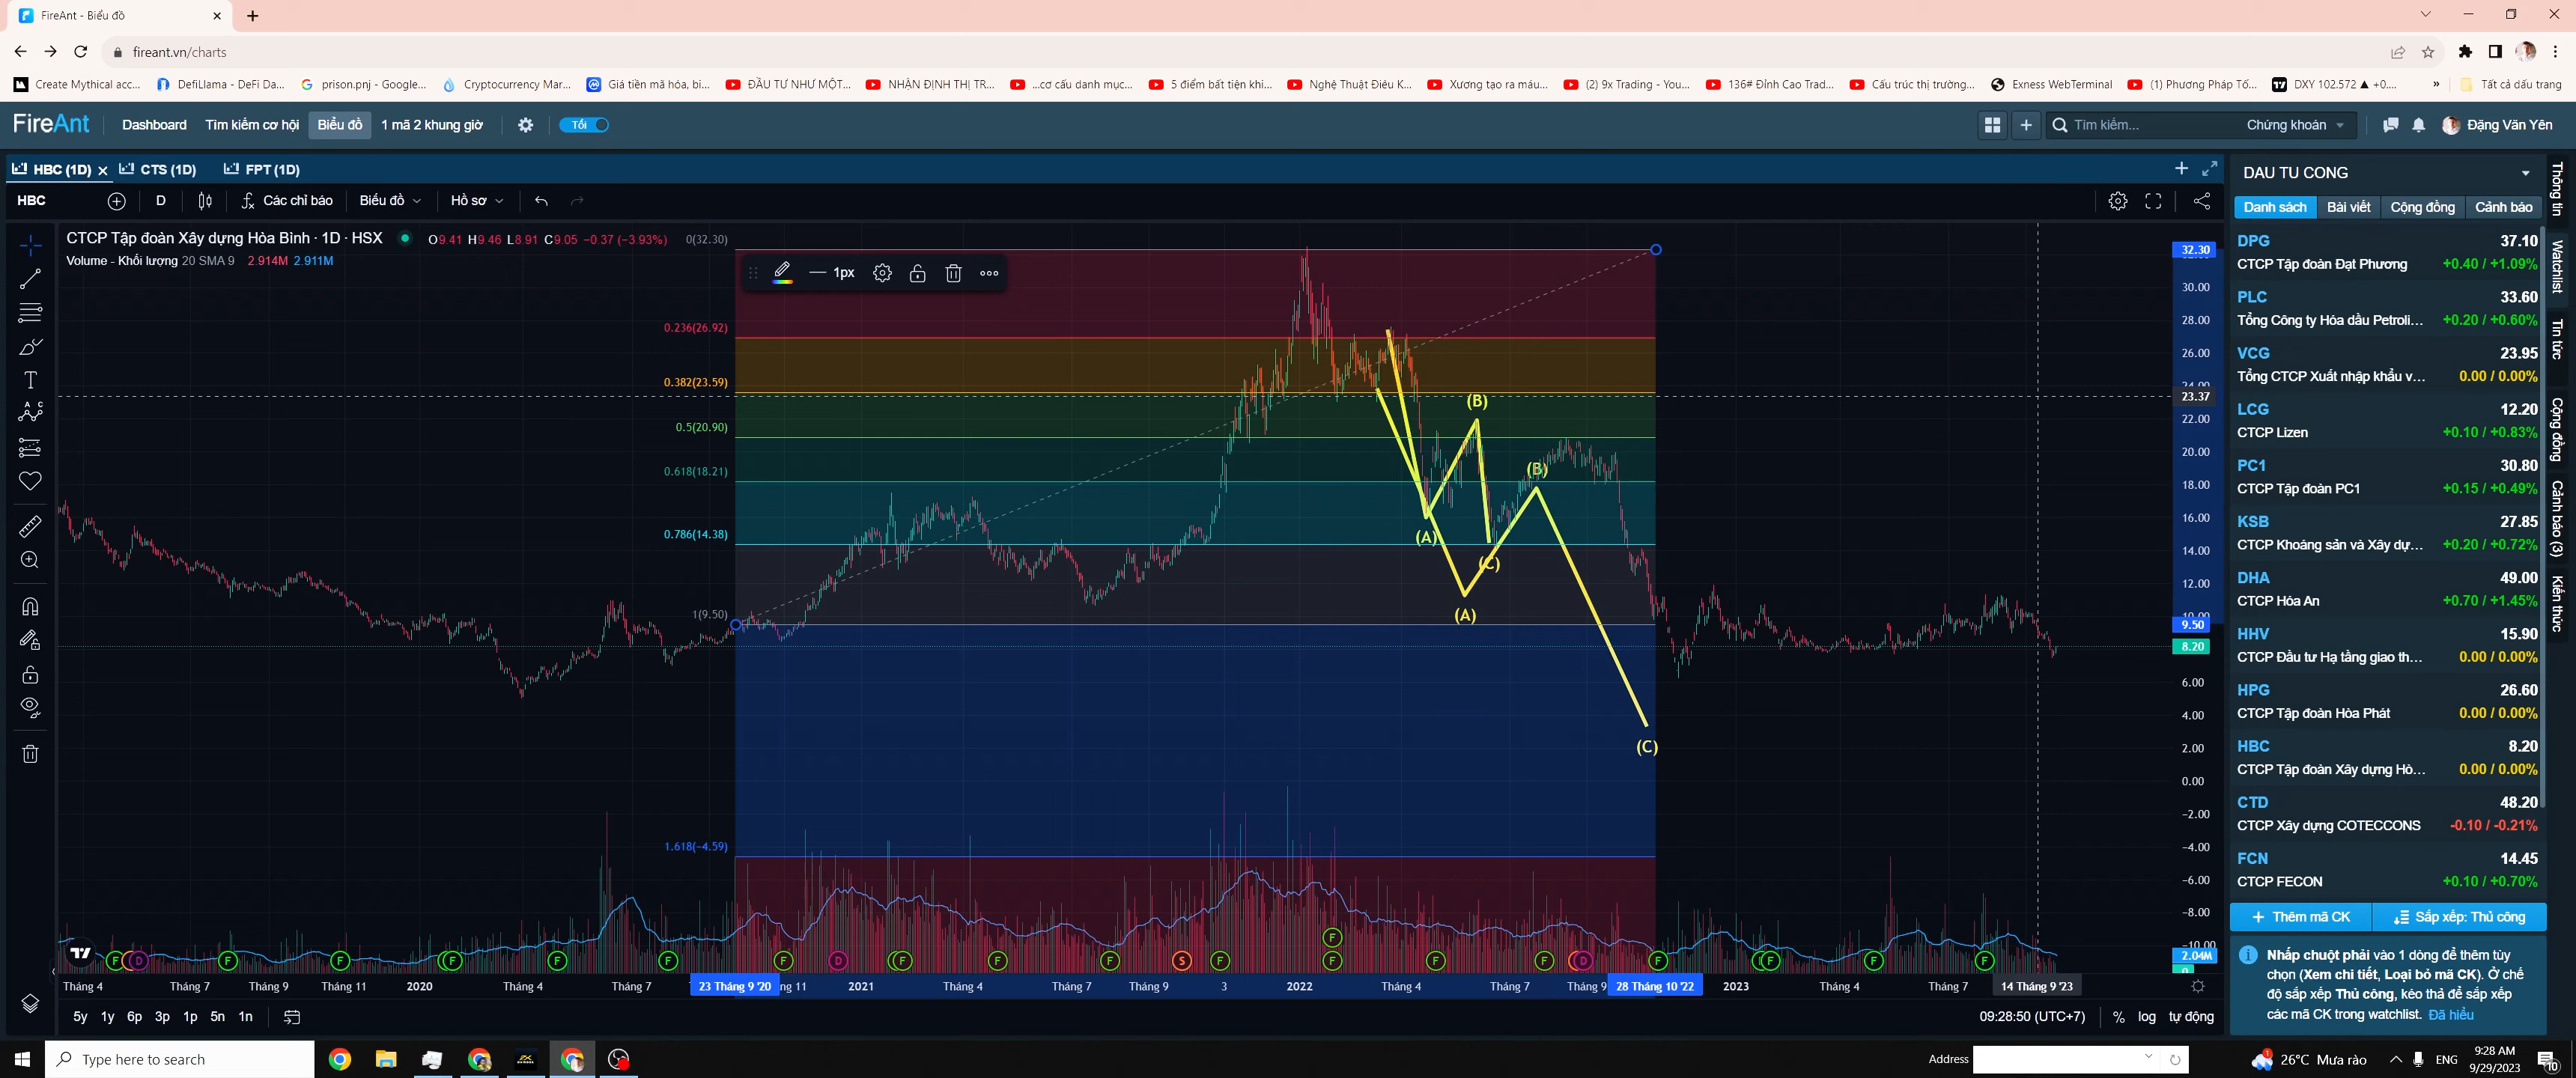 FireAnt - Biểu đồ
fireant.vn/charts
Create Mythical acc...
DefiLlama - DeFi Da...
prison.pnj - Google...
Cryptocurrency Mar...
Giá tiền mã hóa, bi...
ĐẦU TƯ NHƯ MỘT...
NHẬN ĐỊNH THỊ TR...
...cơ cấu danh mục...
5 điểm bất tiện khi...
Nghệ Thuật Điêu K...
Xương tạo ra máu...
(2) 9x Trading - You...
136# Đỉnh Cao Trad...
Cấu trúc thị trường...
Exness WebTerminal
(1) Phương Pháp Tố...
DXY 102.572 ▲ +0....
»
Tất cả dấu trang
FireAnt
Dashboard
Tìm kiếm cơ hội
Biểu đồ
1 mã 2 khung giờ
Tối
Tìm kiếm...
Chứng khoán
Đặng Văn Yên
HBC (1D)
CTS (1D)
FPT (1D)
HBC
D
Các chỉ báo
Biểu đồ
Hồ sơ
CTCP Tập đoàn Xây dựng Hòa Bình · 1D · HSX
O9.41 H9.46 L8.91 C9.05 -0.37 (-3.93%)
Volume - Khối lượng 20 SMA 9 2.914M 2.911M
0(32.30)
1px
0.236(26.92)
0.382(23.59)
0.5(20.90)
0.618(18.21)
0.786(14.38)
1(9.50)
1.618(-4.59)
(B)
(B)
(A)
(C)
(A)
(C)
32.30
30.00
28.00
26.00
24.00
23.37
22.00
20.00
18.00
16.00
14.00
12.00
10.00
9.50
8.20
6.00
4.00
2.00
0.00
-2.00
-4.00
-6.00
-8.00
-10.00
2.04M
0
F
D
F
F
F
F
F
F
D
F
F
F
S
F
F
F
F
F
D
F
F
F
F
Tháng 4
Tháng 7
Tháng 9
Tháng 11
2020
Tháng 4
Tháng 7
23 Tháng 9 '20
ng 11
2021
Tháng 4
Tháng 7
Tháng 9
3
2022
Tháng 4
Tháng 7
Tháng 9
28 Tháng 10 '22
2023
Tháng 4
Tháng 7
14 Tháng 9 '23
5y 1y 6p 3p 1p 5n 1n
09:28:50 (UTC+7)
% log tự động
DAU TU CONG
Danh sách
Bài viết
Cộng đồng
Cảnh báo
DPG 37.10
CTCP Tập đoàn Đạt Phương +0.40 / +1.09%
PLC 33.60
Tổng Công ty Hóa dầu Petroli... +0.20 / +0.60%
VCG 23.95
Tổng CTCP Xuất nhập khẩu v... 0.00 / 0.00%
LCG 12.20
CTCP Lizen +0.10 / +0.83%
PC1 30.80
CTCP Tập đoàn PC1 +0.15 / +0.49%
KSB 27.85
CTCP Khoáng sản và Xây dự... +0.20 / +0.72%
DHA 49.00
CTCP Hóa An +0.70 / +1.45%
HHV 15.90
CTCP Đầu tư Hạ tầng giao th... 0.00 / 0.00%
HPG 26.60
CTCP Tập đoàn Hòa Phát 0.00 / 0.00%
HBC 8.20
CTCP Tập đoàn Xây dựng Hò... 0.00 / 0.00%
CTD 48.20
CTCP Xây dựng COTECCONS -0.10 / -0.21%
FCN 14.45
CTCP FECON +0.10 / +0.70%
+ Thêm mã CK
Sắp xếp: Thủ công
Nhấp chuột phải vào 1 dòng để thêm tùy
chọn (Xem chi tiết, Loại bỏ mã CK). Ở chế
độ sắp xếp Thủ công, kéo thả để sắp xếp
các mã CK trong watchlist. Đã hiểu
Thông tin
Watchlist
Tin tức
Cộng đồng
Cảnh báo (3)
Kiến thức
Type here to search
Address
26°C Mưa rào
ENG
9:28 AM
9/29/2023
10